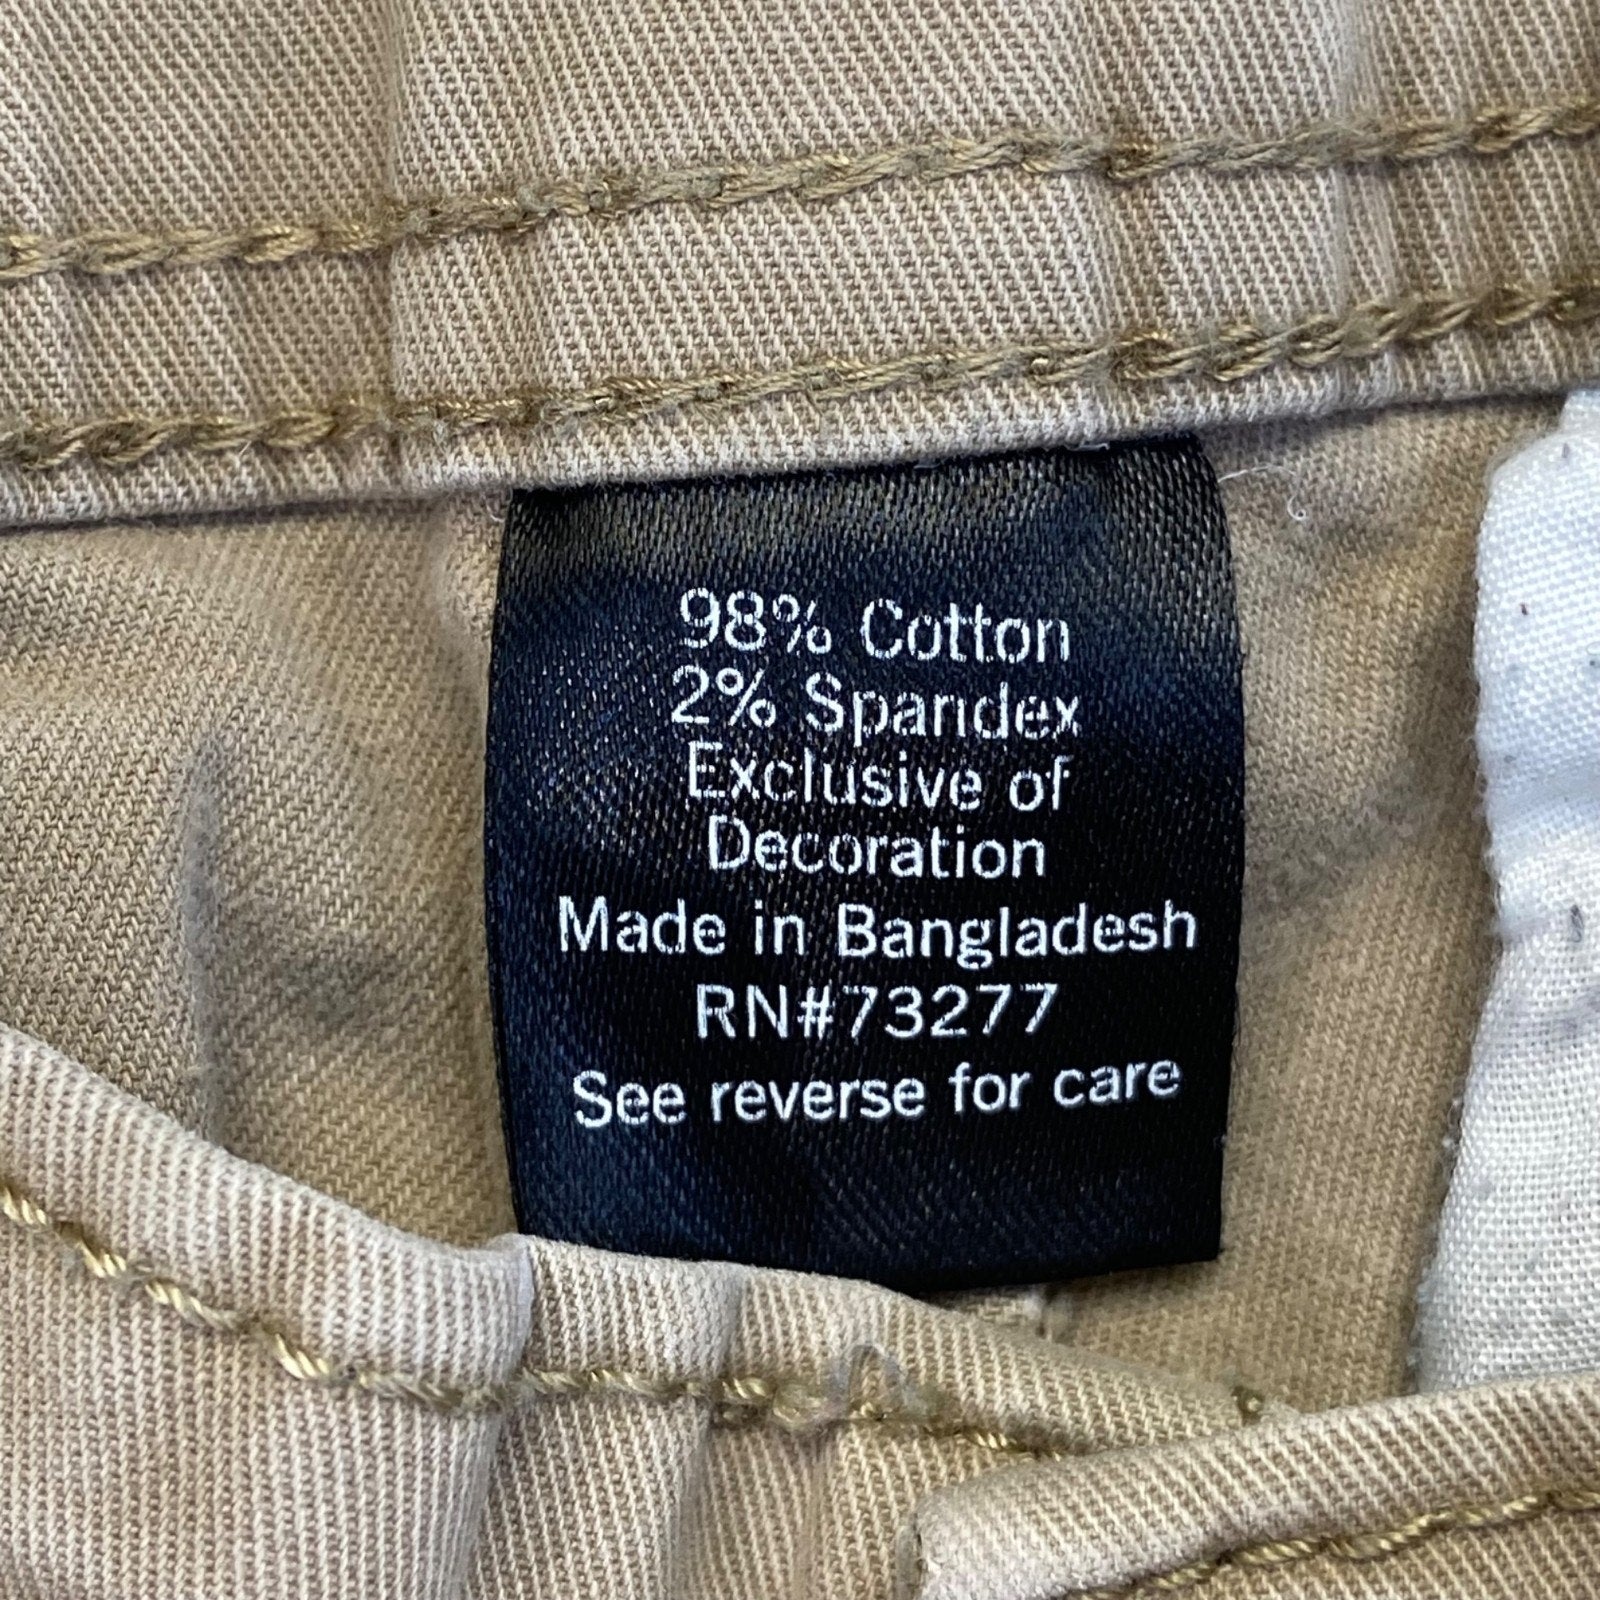 98% Cotton
2% Spandex
Exclusive of
Decoration
Made in Bangladesh
RN#73277
See reverse for care